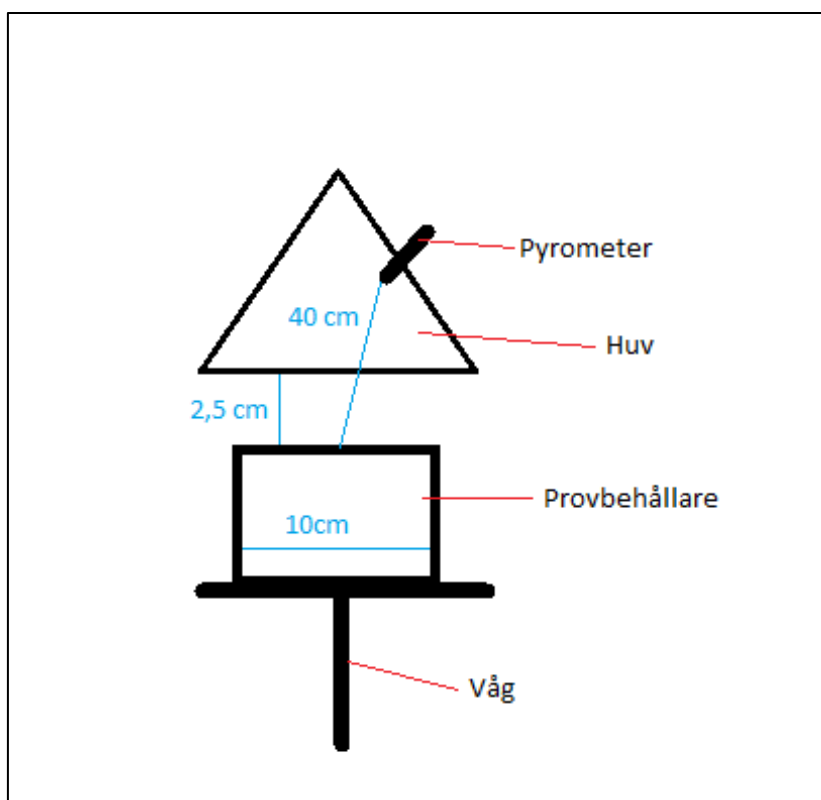 Pyrometer
40 cm
Huv
2,5 cm
Provbehållare
10cm
Våg